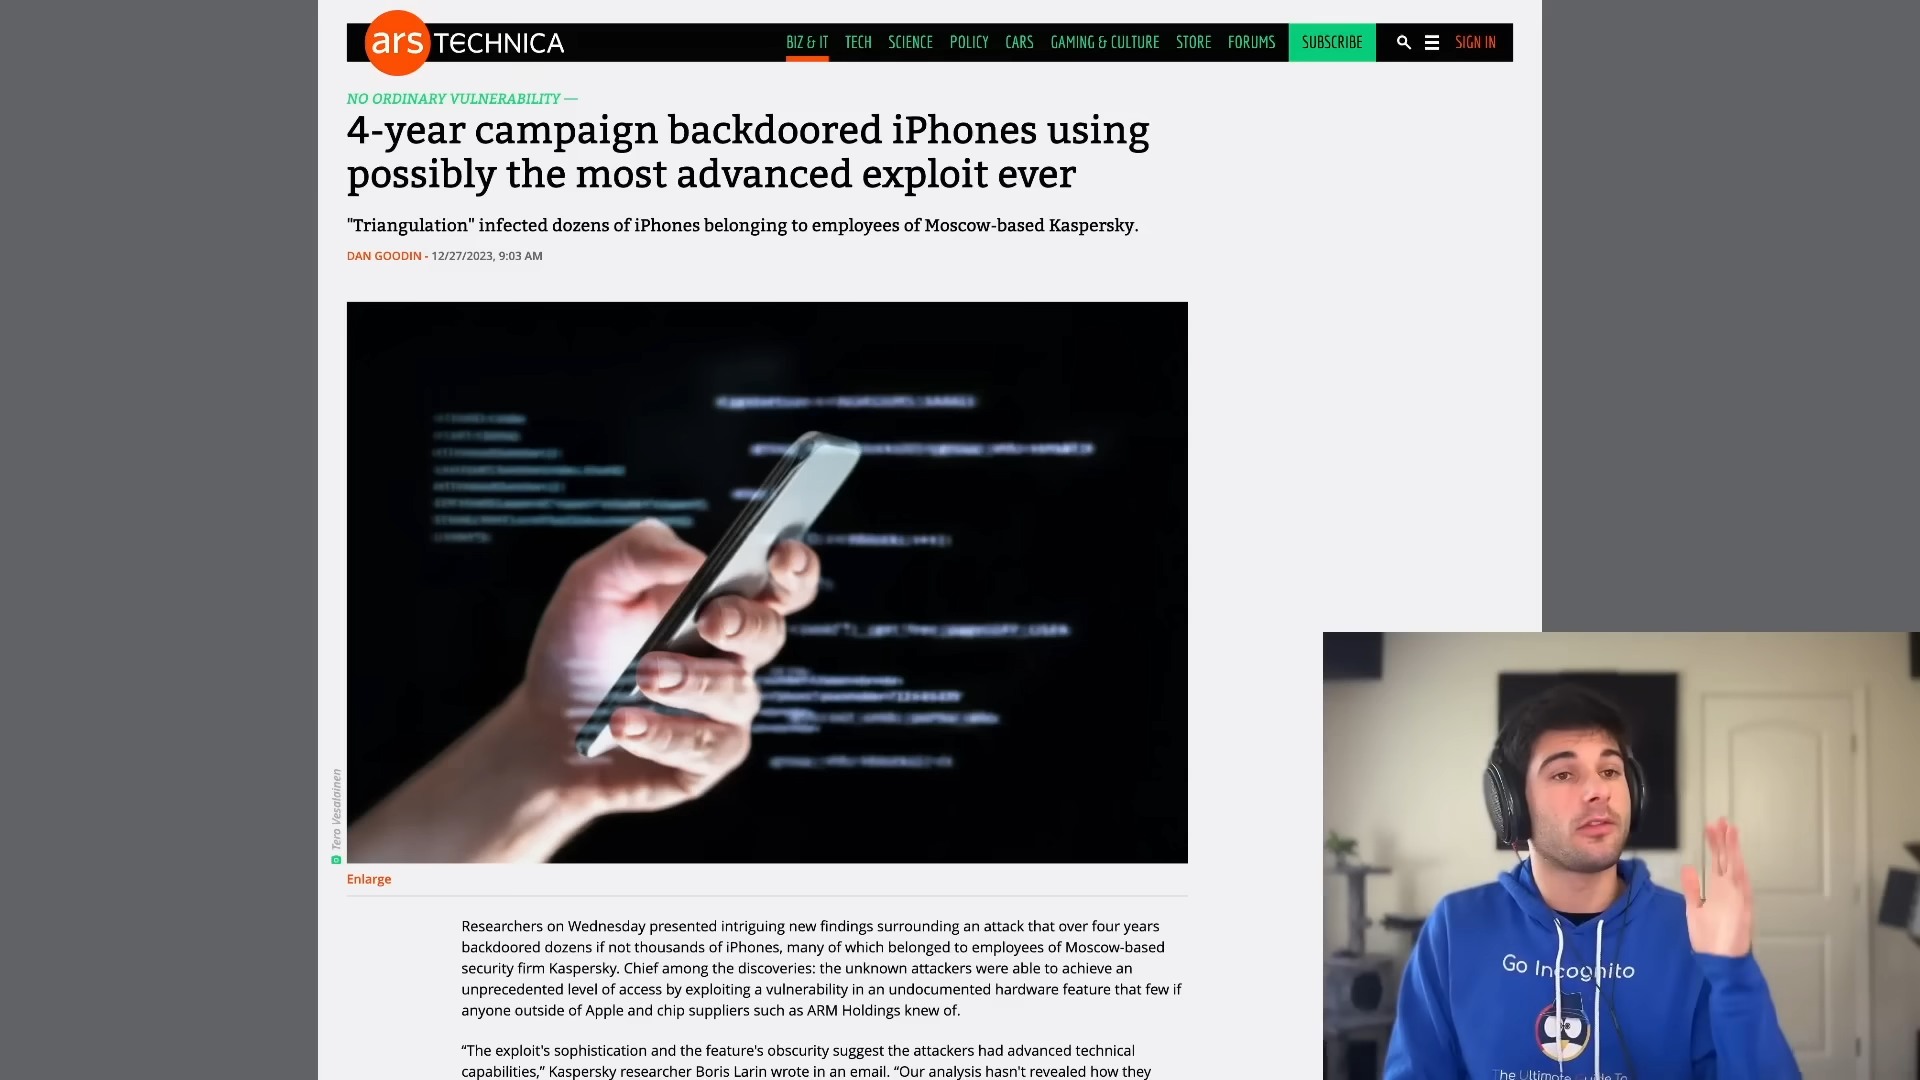 ars TECHNICA
BIZ & IT TECH SCIENCE POLICY CARS GAMING & CULTURE STORE FORUMS SUBSCRIBE SIGN IN
NO ORDINARY VULNERABILITY —
4-year campaign backdoored iPhones using
possibly the most advanced exploit ever
"Triangulation" infected dozens of iPhones belonging to employees of Moscow-based Kaspersky.
DAN GOODIN - 12/27/2023, 9:03 AM
Tero Vesalainen
Enlarge
Researchers on Wednesday presented intriguing new findings surrounding an attack that over four years
backdoored dozens if not thousands of iPhones, many of which belonged to employees of Moscow-based
security firm Kaspersky. Chief among the discoveries: the unknown attackers were able to achieve an
unprecedented level of access by exploiting a vulnerability in an undocumented hardware feature that few if
anyone outside of Apple and chip suppliers such as ARM Holdings knew of.
“The exploit's sophistication and the feature's obscurity suggest the attackers had advanced technical
capabilities,” Kaspersky researcher Boris Larin wrote in an email. “Our analysis hasn't revealed how they
Go Incognito
The Ultimate Guide To